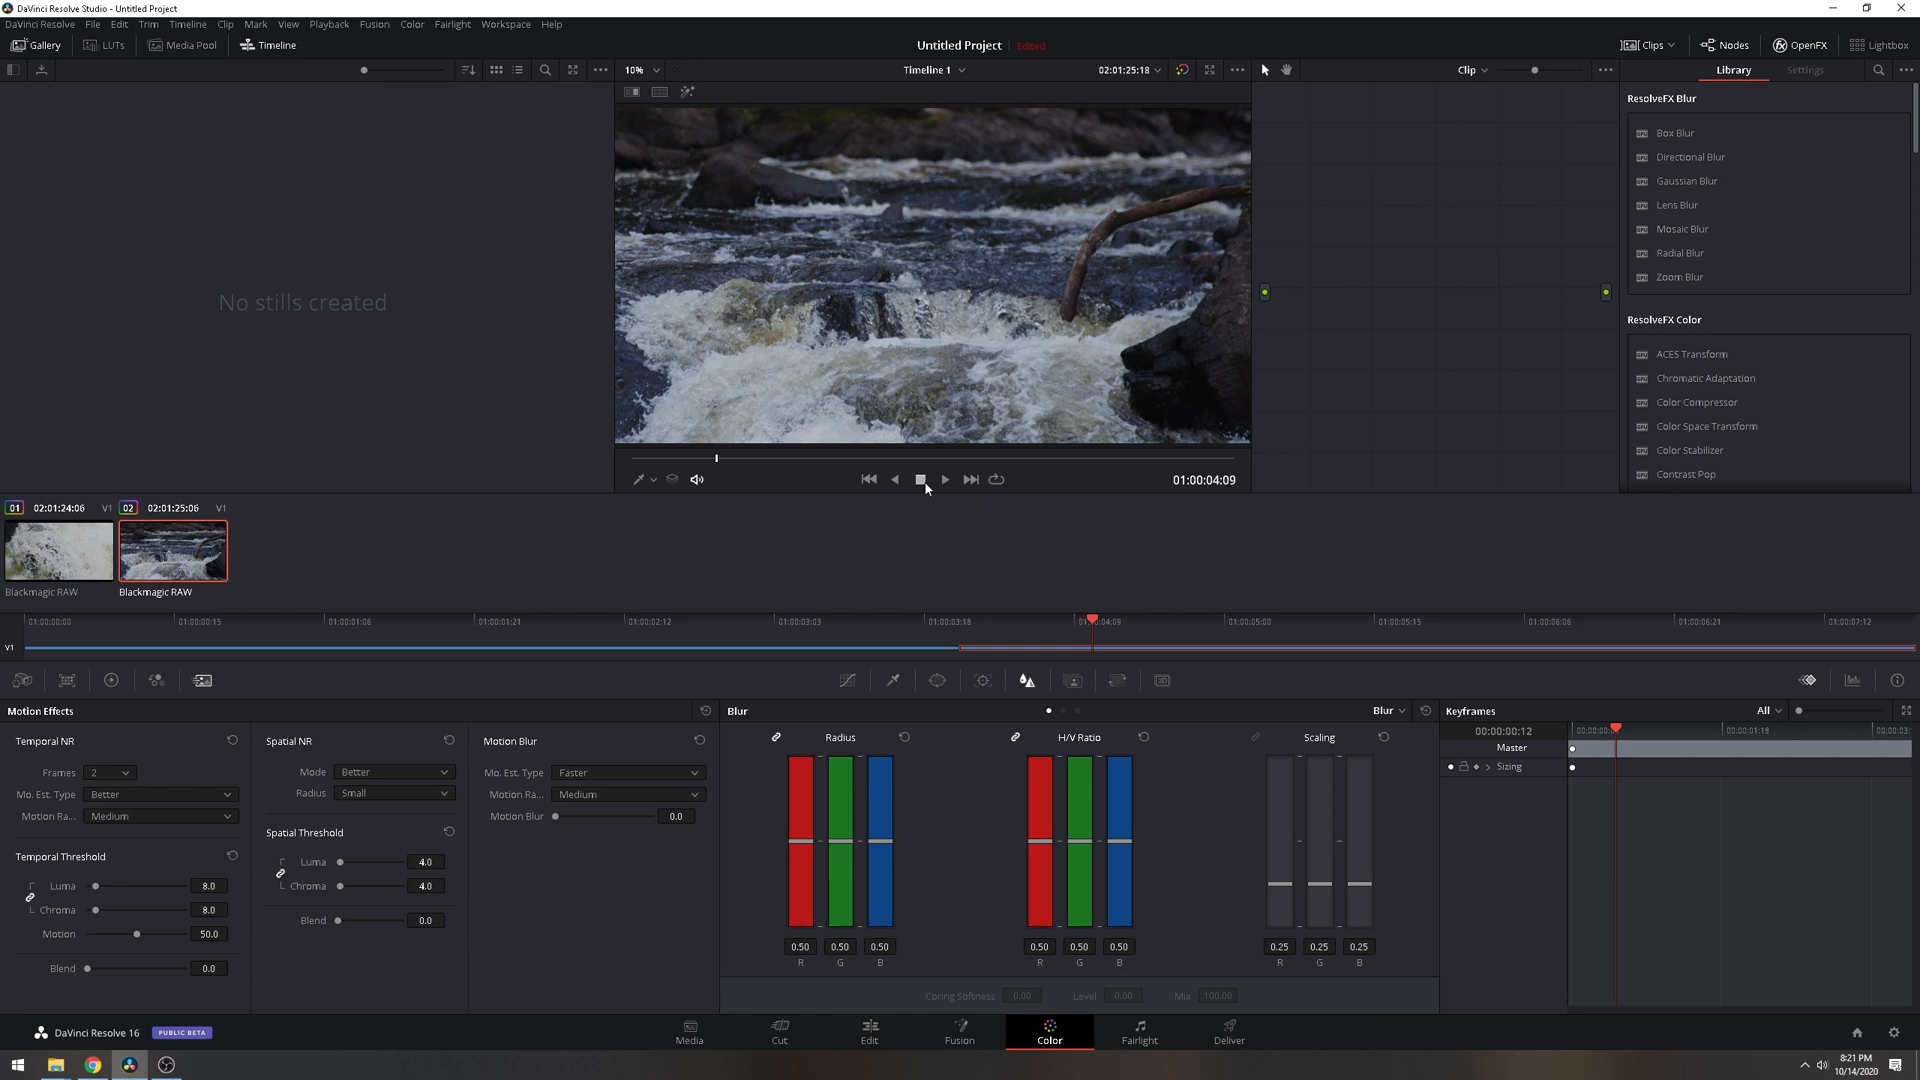 DaVinci Resolve Studio - Untitled Project
DaVinci Resolve File Edit Trim Timeline Clip Mark View Playback Fusion Color Fairlight Workspace Help
Gallery LUTs Media Pool Timeline Untitled Project Edited Clips Nodes OpenFX Lightbox
10% Timeline 1 02:01:25:18 Clip Library Settings
ResolveFX Blur
Box Blur
Directional Blur
Gaussian Blur
Lens Blur
Mosaic Blur
Radial Blur
Zoom Blur
No stills created
ResolveFX Color
ACES Transform
Chromatic Adaptation
Color Compressor
Color Space Transform
Color Stabilizer
Contrast Pop
01:00:04:09
01 02:01:24:06 V1 02 02:01:25:06 V1
Blackmagic RAW Blackmagic RAW
01:00:00:00 01:00:00:15 01:00:01:06 01:00:01:21 01:00:02:12 01:00:03:03 01:00:03:18 01:00:04:09 01:00:05:00 01:00:05:15 01:00:06:06 01:00:06:21 01:00:07:12
V1
Motion Effects Blur Blur Keyframes All
Temporal NR Spatial NR Motion Blur Radius H/V Ratio Scaling
00:00:00:12 00:00:01:18
Master
Sizing
Frames 2 Mode Better Mo. Est. Type Faster
Mo. Est. Type Better Radius Small Motion Ra... Medium
Motion Ra... Medium Motion Blur 0.0
Spatial Threshold
Temporal Threshold
Luma 4.0
Luma 8.0 Chroma 4.0
Chroma 8.0
Blend 0.0
Motion 50.0
Blend 0.0
0.50 0.50 0.50 0.50 0.50 0.50 0.25 0.25 0.25
R G B R G B R G B
Coring Softness 0.00 Level 0.00 Mix 100.00
DaVinci Resolve 16 PUBLIC BETA
Media Cut Edit Fusion Color Fairlight Deliver
8:21 PM
10/14/2020